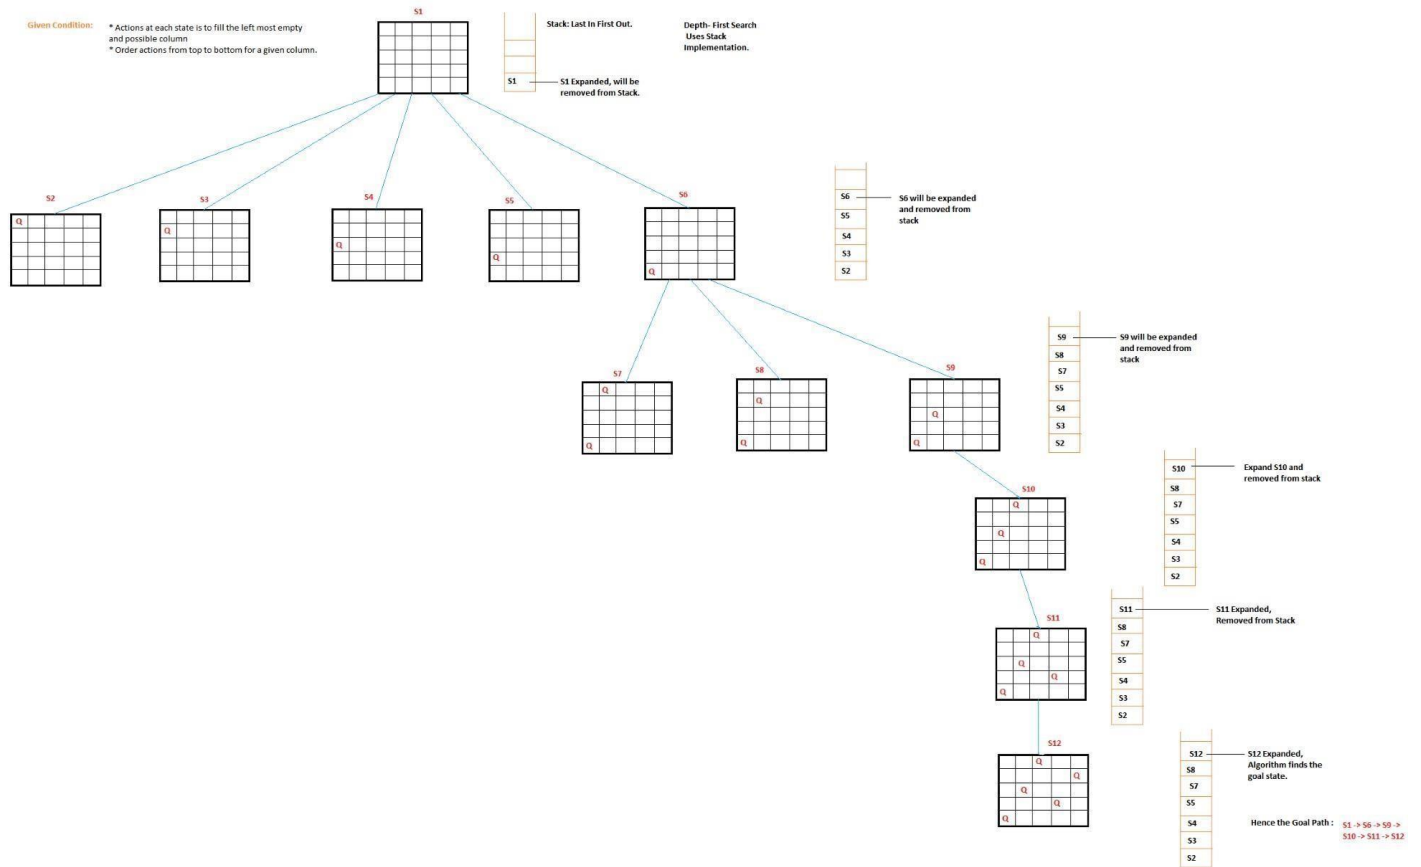 S1
Given Condition:
* Actions at each state is to fill the left most empty
and possible column
* Order actions from top to bottom for a given column.
Stack: Last In First Out.
Depth- First Search
Uses Stack
Implementation.
S1
S1 Expanded, will be
removed from Stack.
S2
S3
S4
S5
S6
Q
Q
Q
Q
Q
S6
S5
S4
S3
S2
S6 will be expanded
and removed from
stack
S7
S8
S9
Q
Q
Q
Q
Q
Q
S9
S8
S7
S5
S4
S3
S2
S9 will be expanded
and removed from
stack
S10
Q
Q
Q
S10
S8
S7
S5
S4
S3
S2
Expand S10 and
removed from stack
S11
Q
Q
Q
Q
S11
S8
S7
S5
S4
S3
S2
S11 Expanded,
Removed from Stack
S12
Q
Q
Q
Q
Q
S12
S8
S7
S5
S4
S3
S2
S12 Expanded,
Algorithm finds the
goal state.
Hence the Goal Path : S1 -> S6 -> S9 ->
S10 -> S11 -> S12